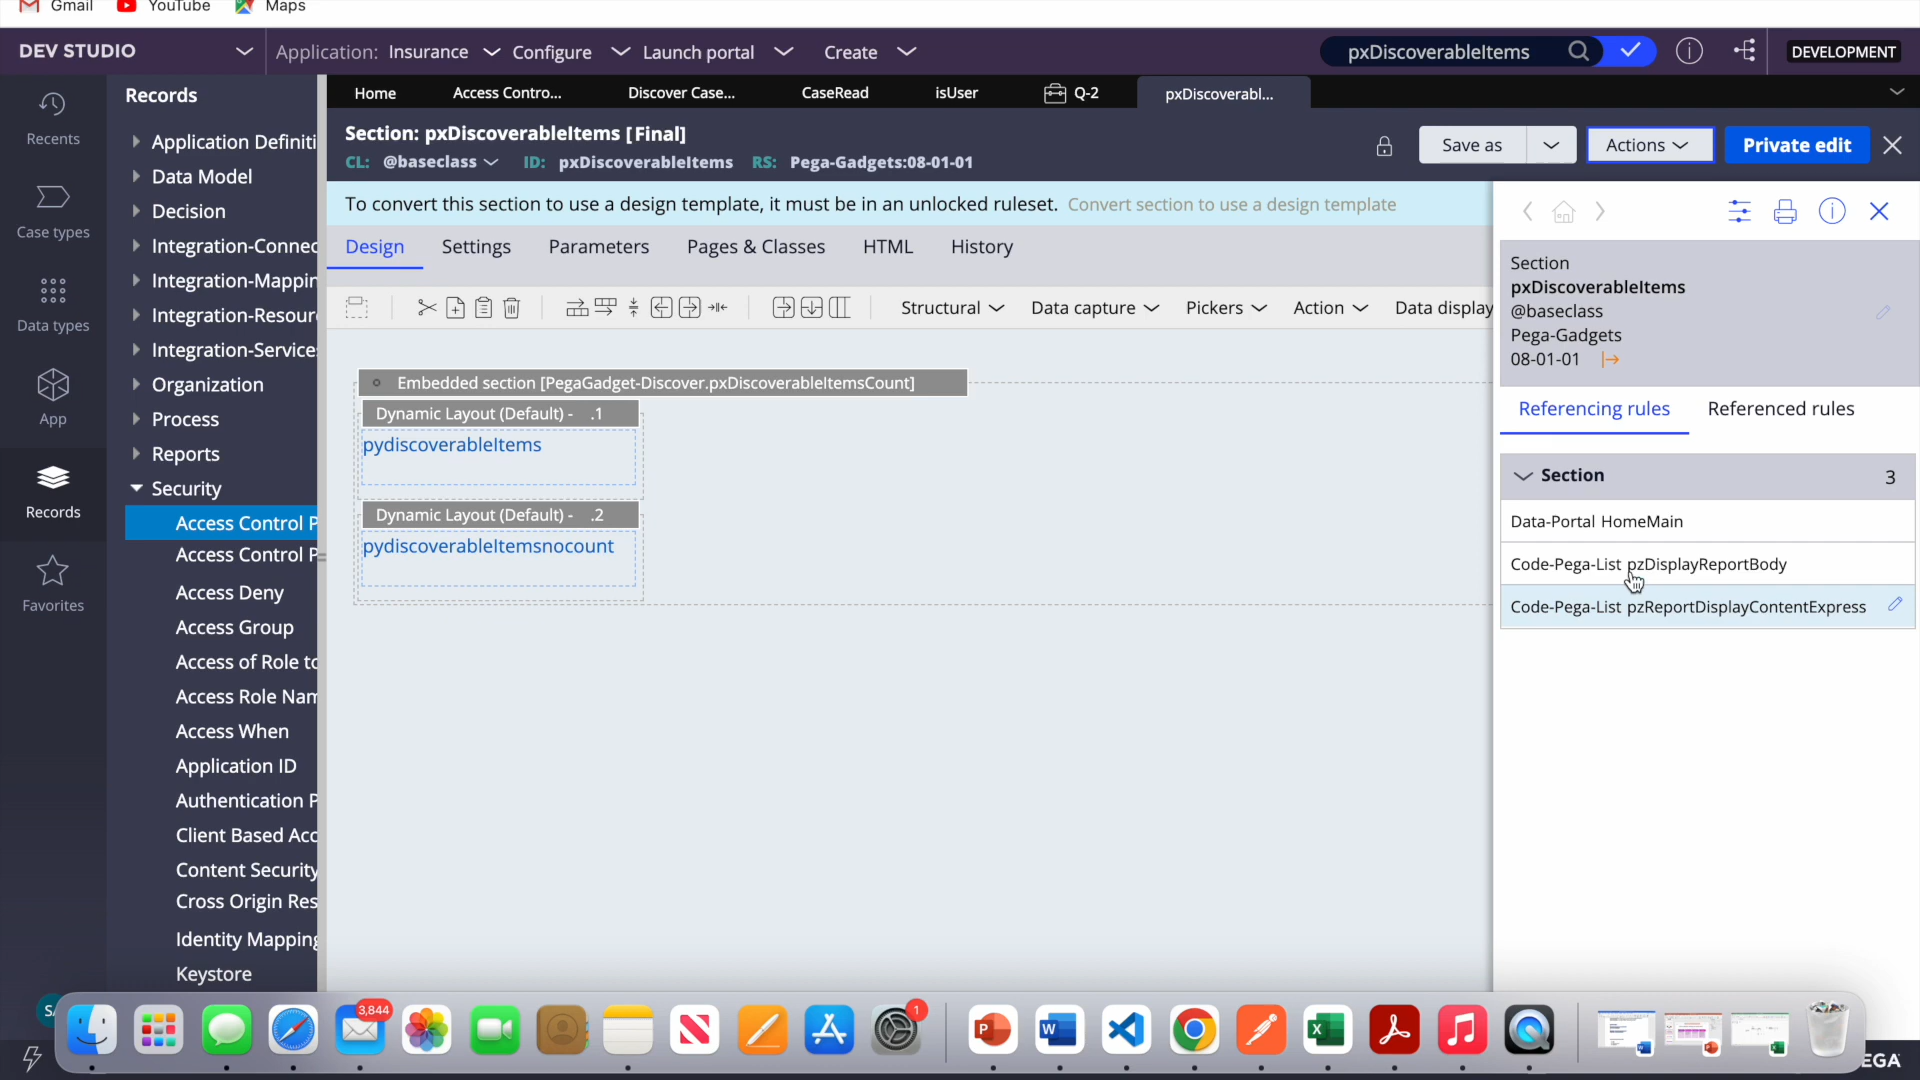 Gmail YouTube Maps
DEV STUDIO Application: Insurance Configure Launch portal Create pxDiscoverableItems DEVELOPMENT
Recents
Case types
Data types
App
Records
Favorites
Records
Application Definiti
Data Model
Decision
Integration-Connec
Integration-Mappin
Integration-Resour
Integration-Service
Organization
Process
Reports
Security
Access Control P
Access Control P
Access Deny
Access Group
Access of Role to
Access Role Nam
Access When
Application ID
Authentication P
Client Based Acc
Content Security
Cross Origin Res
Identity Mapping
Keystore
Home Access Contro... Discover Case... CaseRead isUser Q-2 pxDiscoverabl...
Section: pxDiscoverableItems [Final]
CL: @baseclass ID: pxDiscoverableItems RS: Pega-Gadgets:08-01-01
Save as Actions Private edit
To convert this section to use a design template, it must be in an unlocked ruleset. Convert section to use a design template
Design Settings Parameters Pages & Classes HTML History
Structural Data capture Pickers Action Data display
Embedded section [PegaGadget-Discover.pxDiscoverableItemsCount]
Dynamic Layout (Default) - .1
pydiscoverableItems
Dynamic Layout (Default) - .2
pydiscoverableItemsnocount
Section
pxDiscoverableItems
@baseclass
Pega-Gadgets
08-01-01
Referencing rules Referenced rules
Section 3
Data-Portal HomeMain
Code-Pega-List pzDisplayReportBody
Code-Pega-List pzReportDisplayContentExpress
3,844
1
EGA